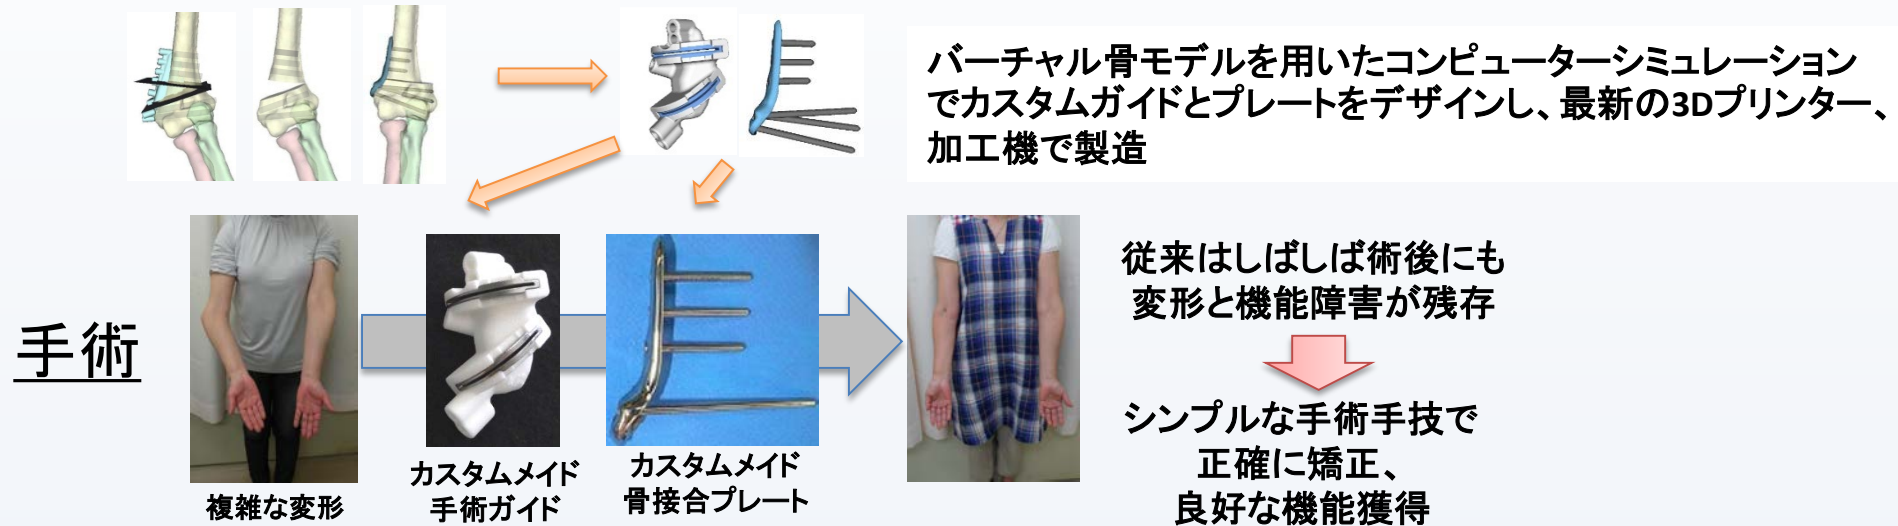 バーチャル骨モデルを用いたコンピューターシミュレーション
でカスタムガイドとプレートをデザインし、最新の3Dプリンター、
加工機で製造
手術
複雑な変形
カスタムメイド
手術ガイド
カスタムメイド
骨接合プレート
従来はしばしば術後にも
変形と機能障害が残存
シンプルな手術手技で
正確に矯正、
良好な機能獲得